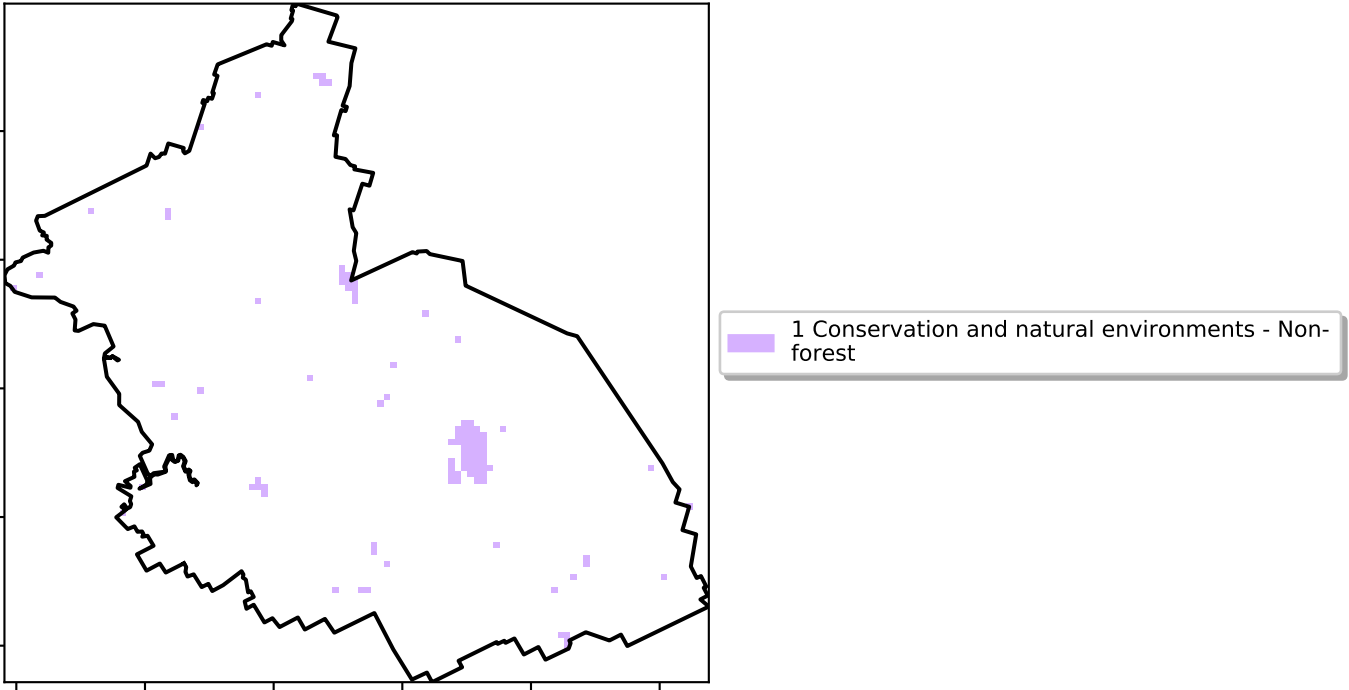 1 Conservation and natural environments - Non-
forest